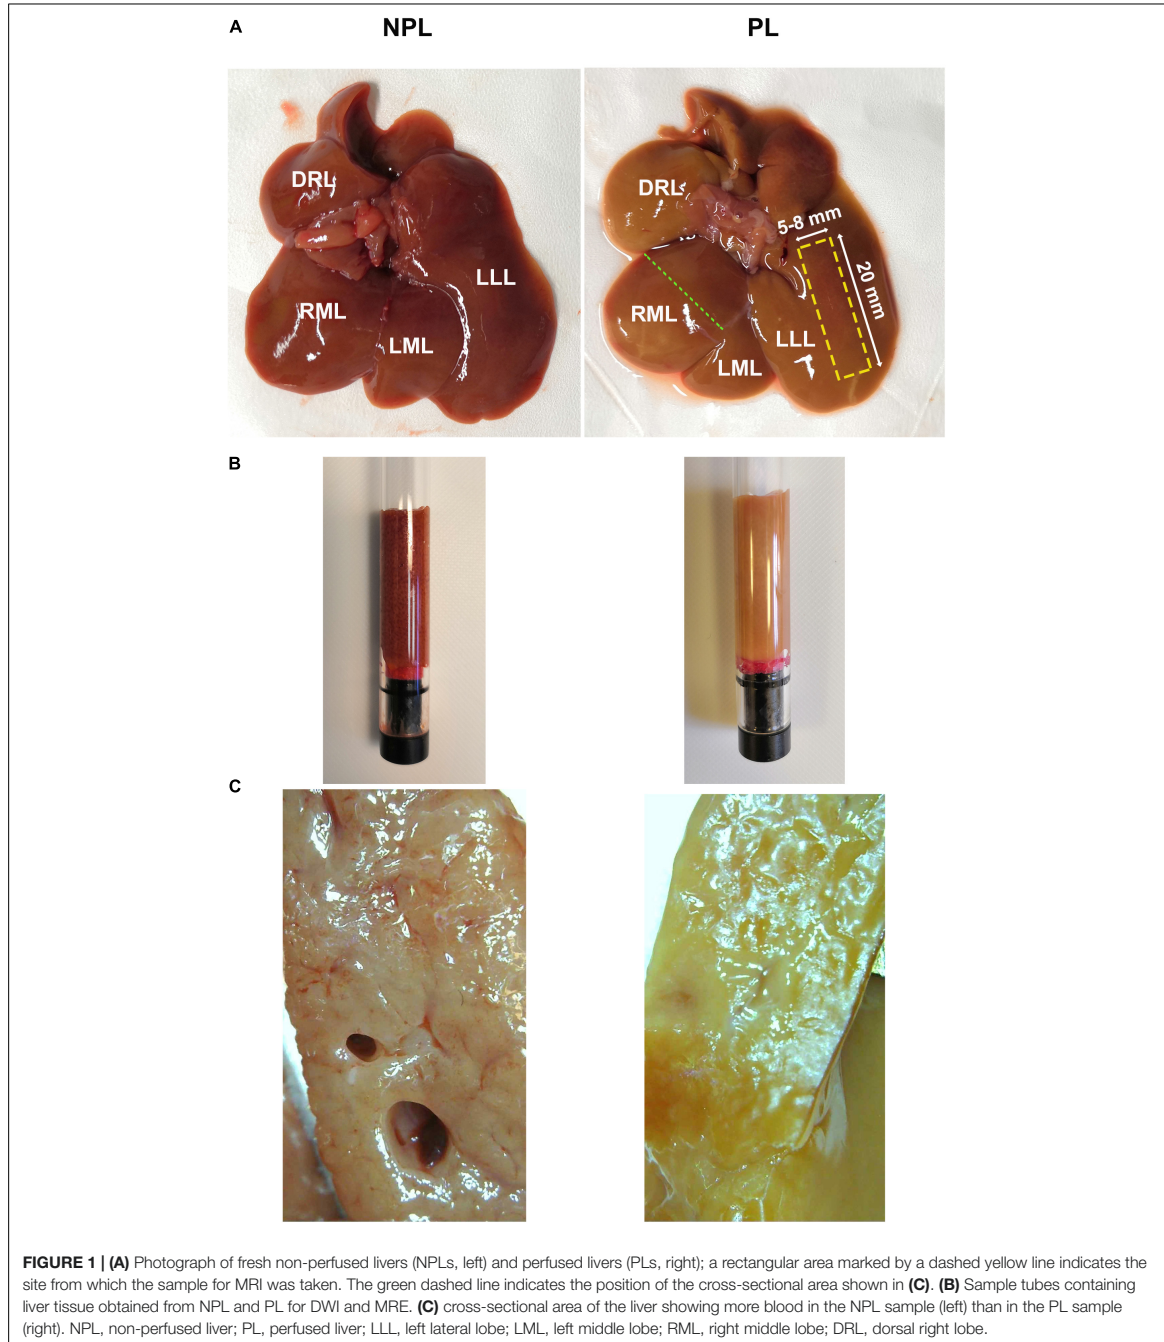 A
NPL
PL
DRL
RML
LML
LLL
DRL
5-8 mm
20 mm
RML
LLL
LML
B
C
FIGURE 1 | (A) Photograph of fresh non-perfused livers (NPLs, left) and perfused livers (PLs, right); a rectangular area marked by a dashed yellow line indicates the
site from which the sample for MRI was taken. The green dashed line indicates the position of the cross-sectional area shown in (C). (B) Sample tubes containing
liver tissue obtained from NPL and PL for DWI and MRE. (C) cross-sectional area of the liver showing more blood in the NPL sample (left) than in the PL sample
(right). NPL, non-perfused liver; PL, perfused liver; LLL, left lateral lobe; LML, left middle lobe; RML, right middle lobe; DRL, dorsal right lobe.